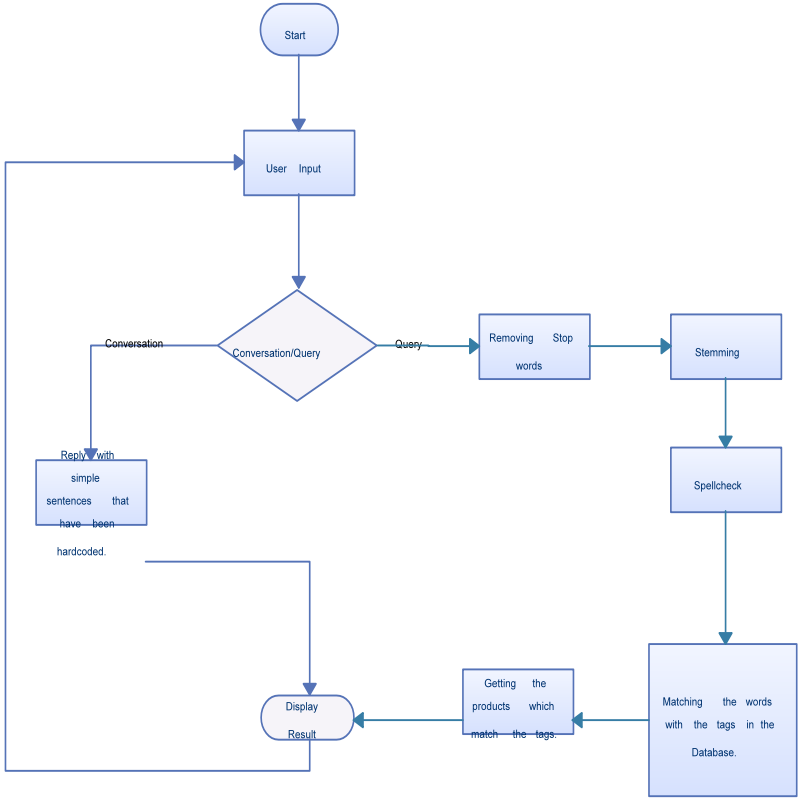 Start
User Input
Conversation
Conversation/Query
Query
Removing Stop
words
Stemming
Reply with
simple
sentences that
have been
hardcoded.
Spellcheck
Display
Result
Getting the
products which
match the tags.
Matching the words
with the tags in the
Database.